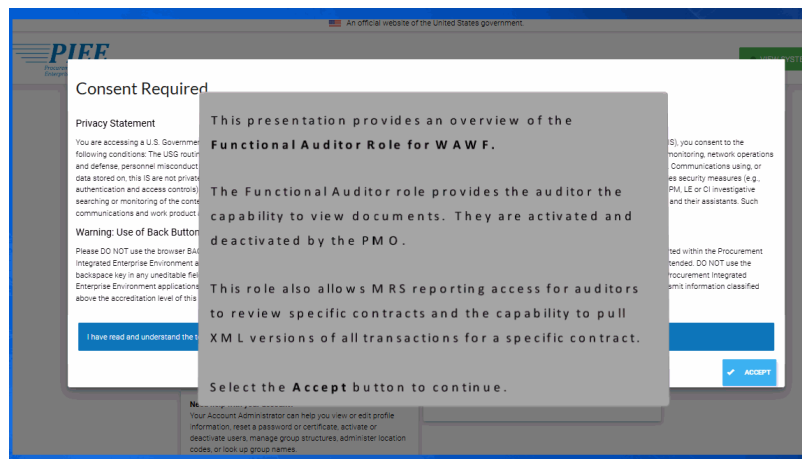 An official website of the United States government.
PIEE
VIEW SYST
Consent Required
Privacy Statement
You are accessing a U.S. Governme
IS), you consent to the
following conditions: The USG routin
monitoring, network operations
and defense, personnel misconduct
Communications using, or
data stored on, this IS are not private
es security measures (e.g.,
authentication and access controls)
PM, LE or CI investigative
searching or monitoring of the conte
and their assistants. Such
communications and work product a
Warning: Use of Back Button
Please DO NOT use the browser BA
ted within the Procurement
Integrated Enterprise Environment a
tended. DO NOT use the
backspace key in any uneditable fiel
Procurement Integrated
Enterprise Environment applications
smit information classified
above the accreditation level of this
I have read and understand the t
ACCEPT
This presentation provides an overview of the
Functional Auditor Role for WAWF.
The Functional Auditor role provides the auditor the
capability to view documents. They are activated and
deactivated by the PMO.
This role also allows MRS reporting access for auditors
to review specific contracts and the capability to pull
XML versions of all transactions for a specific contract.
Select the Accept button to continue.
Your Account Administrator can help you view or edit profile
information, reset a password or certificate, activate or
deactivate users, manage group structures, administer location
codes, or look up group names.